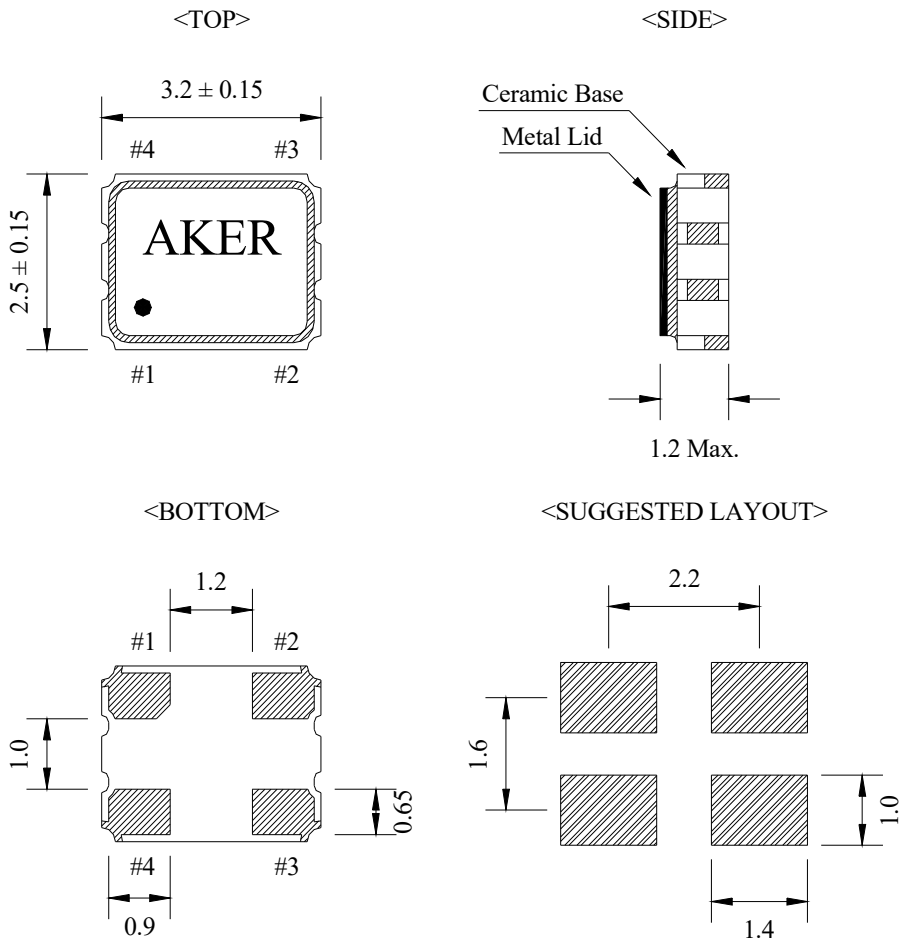 <TOP>
<SIDE>
3.2 ± 0.15
Ceramic Base
Metal Lid
#4
#3
2.5 ± 0.15
AKER
#1
#2
1.2 Max.
<BOTTOM>
<SUGGESTED LAYOUT>
1.2
2.2
#1
#2
1.0
1.6
0.65
1.0
#4
#3
0.9
1.4